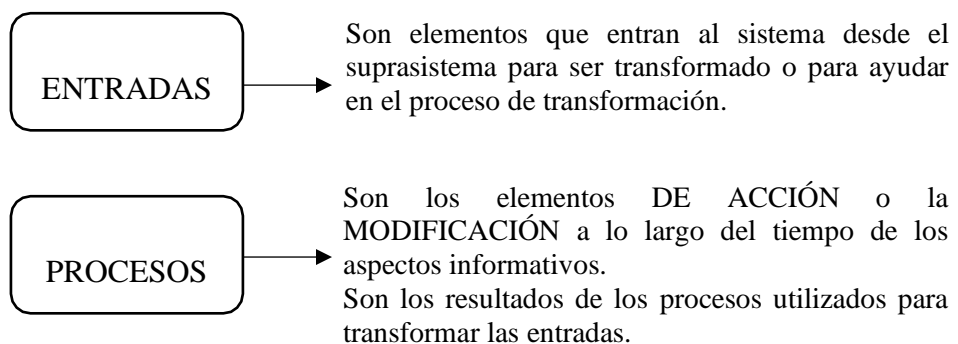 ENTRADAS
Son elementos que entran al sistema desde el
suprasistema para ser transformado o para ayudar
en el proceso de transformación.
PROCESOS
Son los elementos DE ACCIÓN o la
MODIFICACIÓN a lo largo del tiempo de los
aspectos informativos.
Son los resultados de los procesos utilizados para
transformar las entradas.